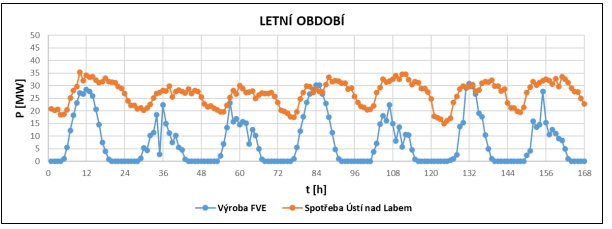 LETNÍ OBDOBÍ
50
45
40
35
30
25
20
15
10
5
0
P [MW]
0 12 24 36 48 60 72 84 96 108 120 132 144 156 168
t [h]
Výroba FVE Spotřeba Ústí nad Labem